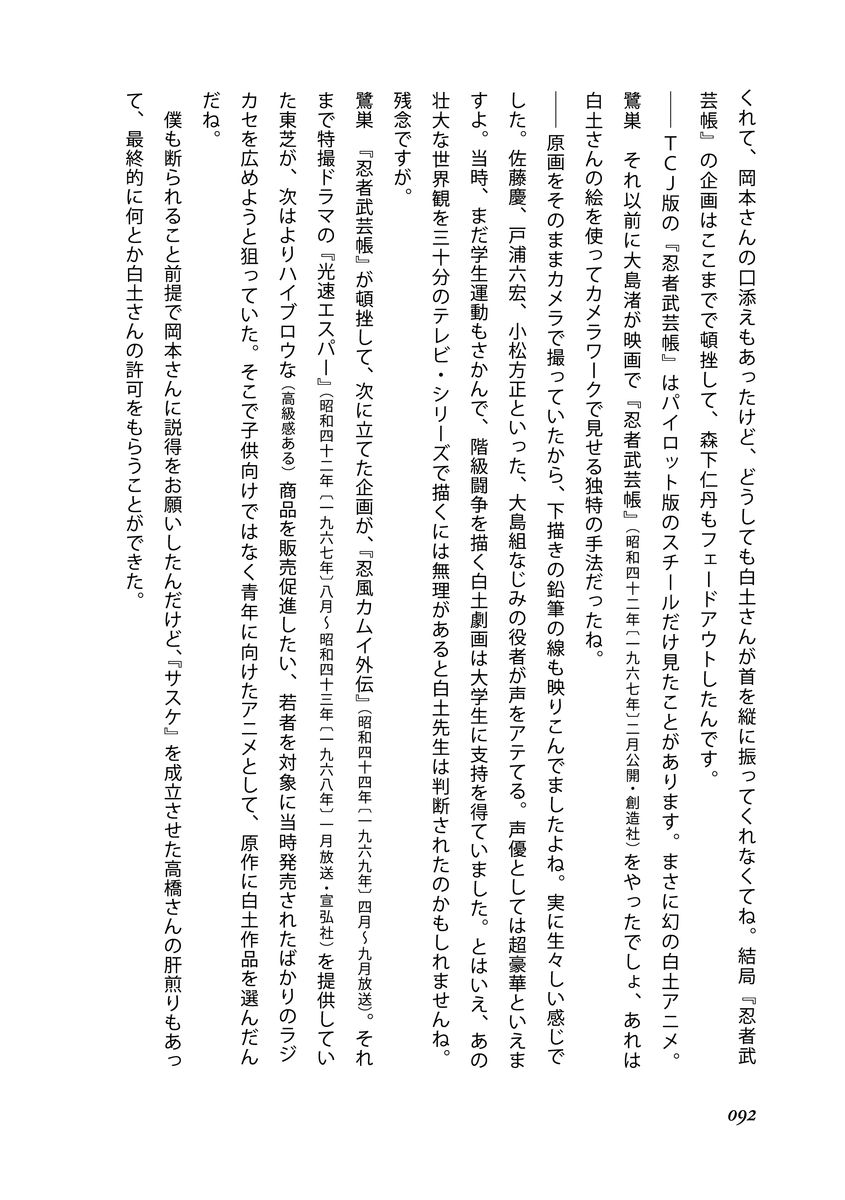 くれて、岡本さんの口添えもあったけど、どうしても白土さんが首を縦に振ってくれなくてね。結局『忍者武
芸帳』の企画はここまでで頓挫して、森下仁丹もフェードアウトしたんです。
―― ＴＣＪ版の『忍者武芸帳』はパイロット版のスチールだけ見たことがあります。まさに幻の白土アニメ。
鷺巣　それ以前に大島渚が映画で『忍者武芸帳』（昭和四十二年〔一九六七年〕二月公開・創造社）をやったでしょ、あれは
白土さんの絵を使ってカメラワークで見せる独特の手法だったね。
―― 原画をそのままカメラで撮っていたから、下描きの鉛筆の線も映りこんでましたよね。実に生々しい感じで
した。佐藤慶、戸浦六宏、小松方正といった、大島組なじみの役者が声をアテてる。声優としては超豪華といえま
すよ。当時、まだ学生運動もさかんで、階級闘争を描く白土劇画は大学生に支持を得ていました。とはいえ、あの
壮大な世界観を三十分のテレビ・シリーズで描くには無理があると白土先生は判断されたのかもしれませんね。
残念ですが。
鷺巣　『忍者武芸帳』が頓挫して、次に立てた企画が、『忍風カムイ外伝』（昭和四十四年〔一九六九年〕四月〜九月放送）。それ
まで特撮ドラマの『光速エスパー』（昭和四十二年〔一九六七年〕八月〜昭和四十三年〔一九六八年〕一月放送・宣弘社）を提供してい
た東芝が、次はよりハイブロウな（高級感ある）商品を販売促進したい、若者を対象に当時発売されたばかりのラジ
カセを広めようと狙っていた。そこで子供向けではなく青年に向けたアニメとして、原作に白土作品を選んだん
だね。
　僕も断られること前提で岡本さんに説得をお願いしたんだけど、『サスケ』を成立させた高橋さんの肝煎りもあっ
て、最終的に何とか白土さんの許可をもらうことができた。
092